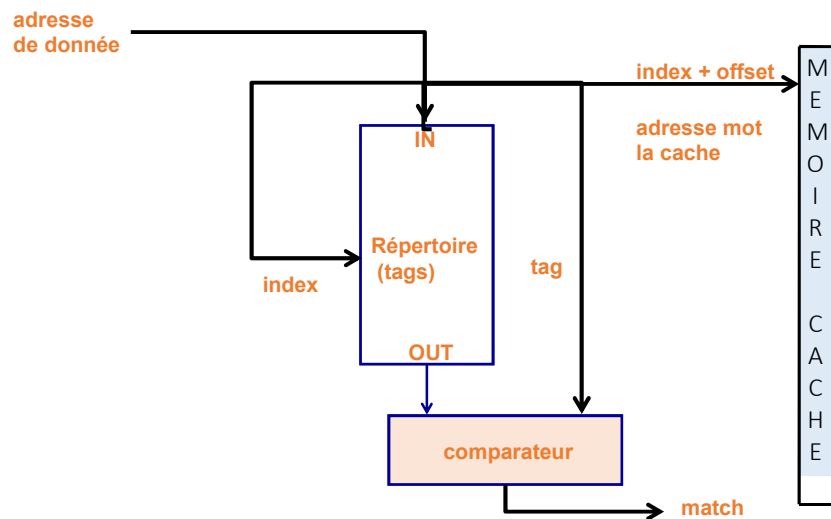 adresse
de donnée
index + offset
adresse mot
la cache
IN
Répertoire
(tags)
index
tag
OUT
comparateur
match
M
E
M
O
I
R
E
C
A
C
H
E